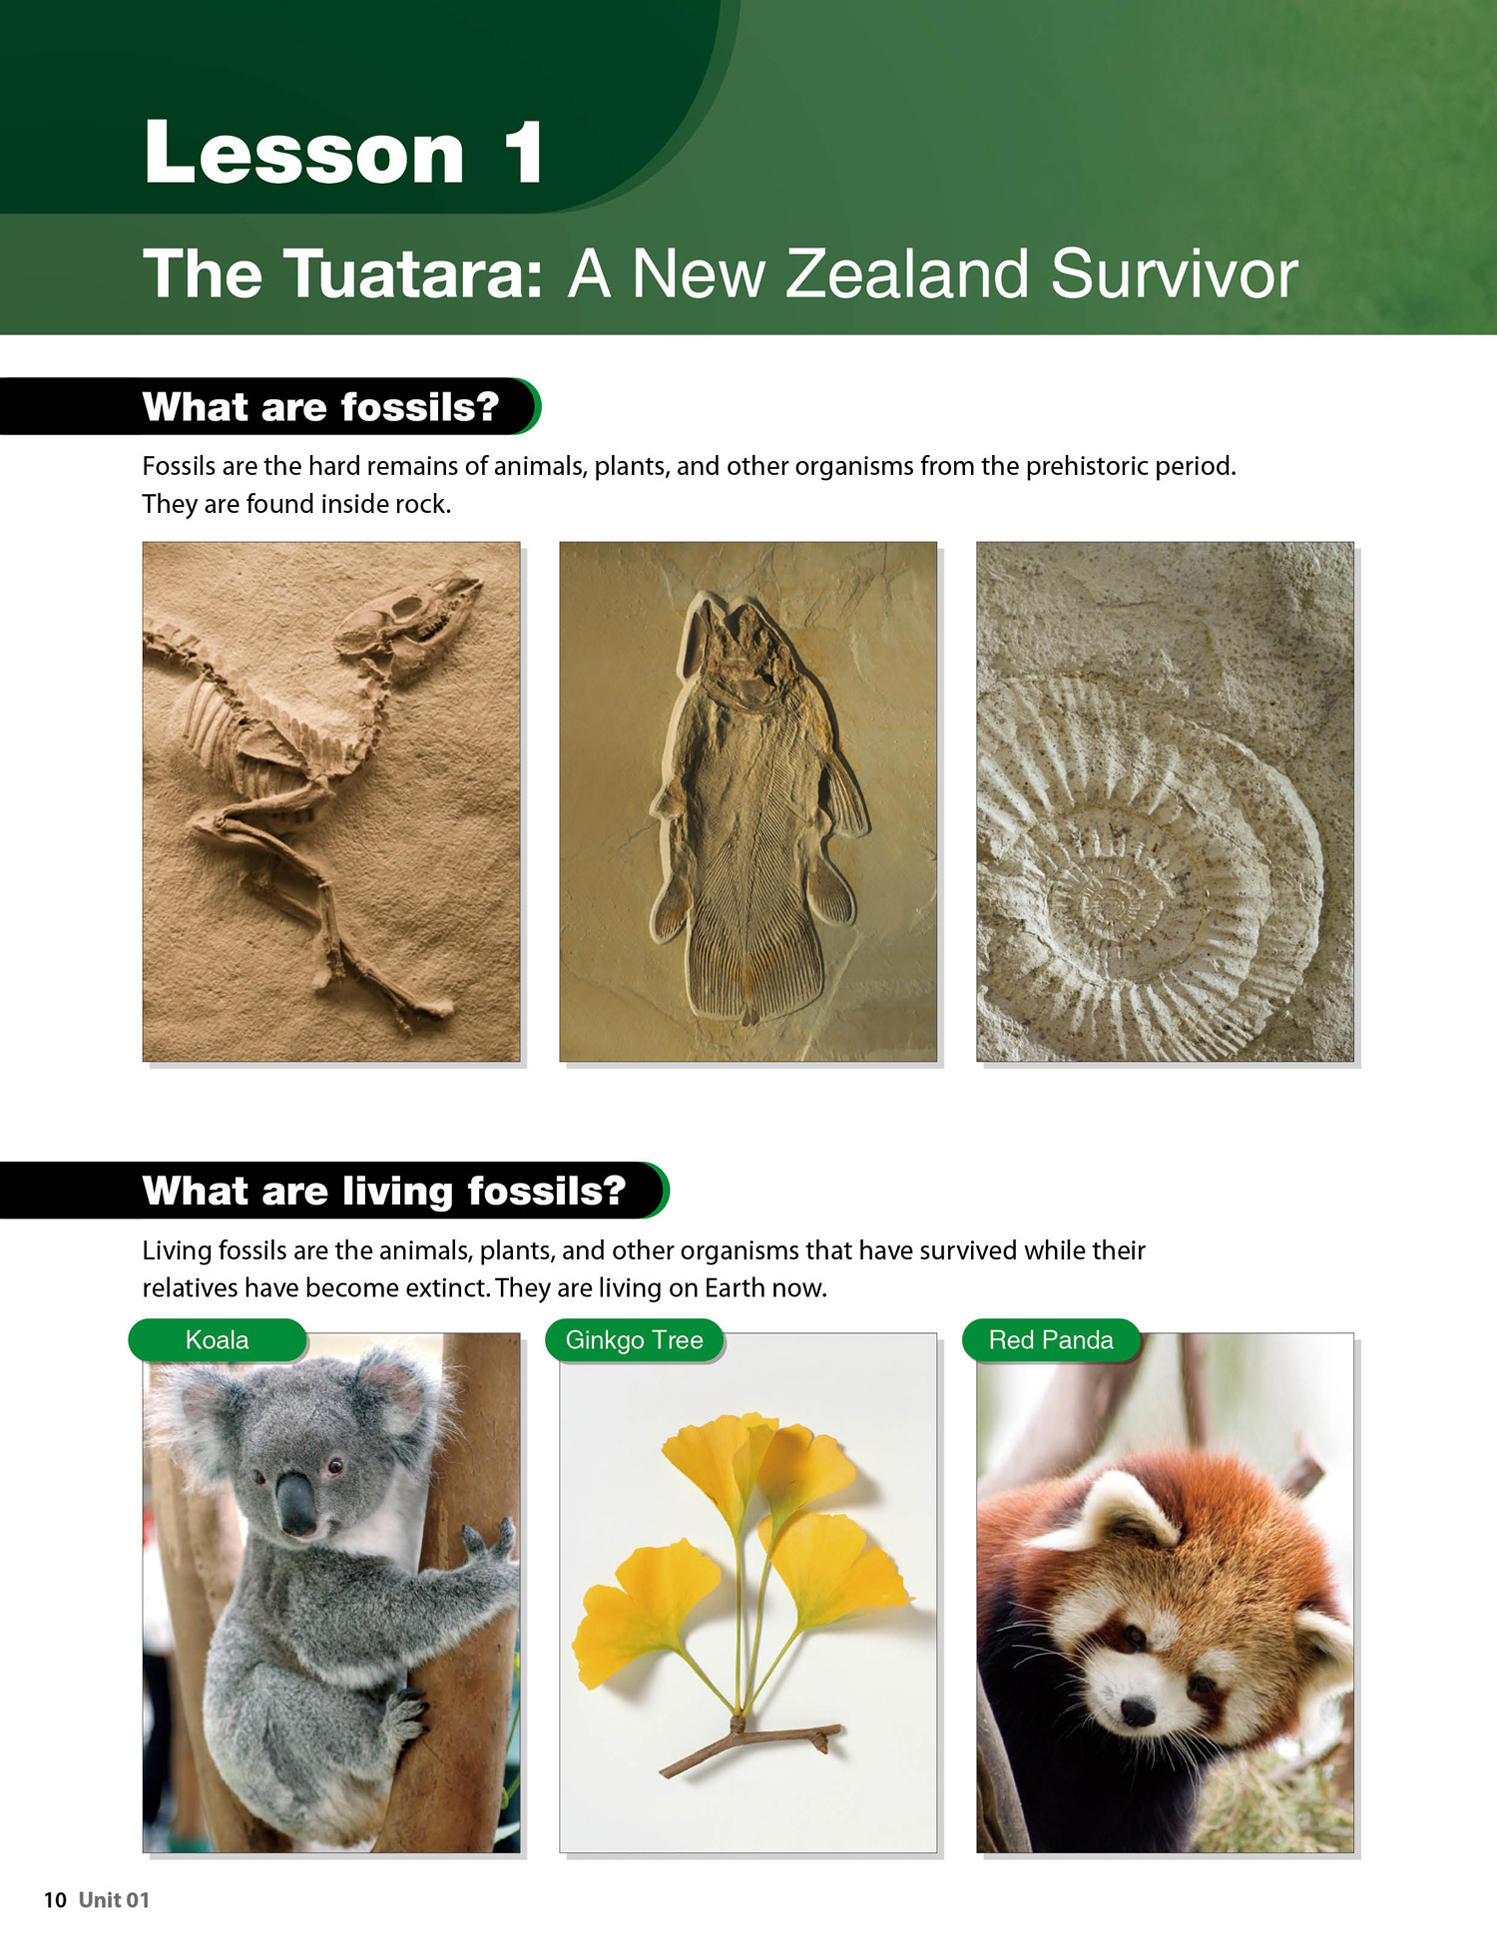 Lesson 1
The Tuatara: A New Zealand Survivor
What are fossils?
Fossils are the hard remains of animals, plants, and other organisms from the prehistoric period.
They are found inside rock.
What are living fossils?
Living fossils are the animals, plants, and other organisms that have survived while their
relatives have become extinct. They are living on Earth now.
Koala
Ginkgo Tree
Red Panda
10 Unit 01